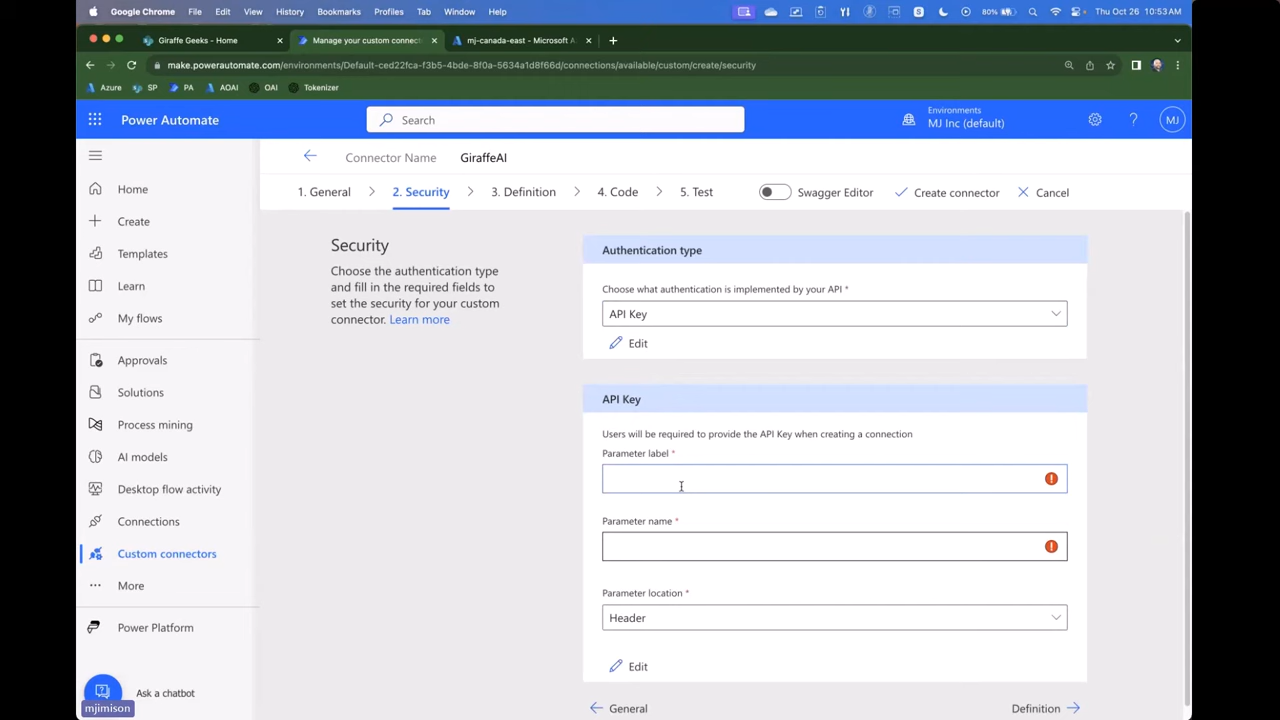 Google Chrome File Edit View History Bookmarks Profiles Tab Window Help 80% Thu Oct 26 10:53 AM
Giraffe Geeks - Home Manage your custom connect mj-canada-east - Microsoft A
make.powerautomate.com/environments/Default-ced22fca-f3b5-4bde-8f0a-5634a1d8f66d/connections/available/custom/create/security
Azure SP PA AOAI OAI Tokenizer
Power Automate
Search
Environments
MJ Inc (default)
MJ
Connector Name GiraffeAI
1. General 2. Security 3. Definition 4. Code 5. Test Swagger Editor Create connector Cancel
Home
Create
Templates
Learn
My flows
Approvals
Solutions
Process mining
AI models
Desktop flow activity
Connections
Custom connectors
More
Power Platform
Ask a chatbot
mjimison
Security
Choose the authentication type
and fill in the required fields to
set the security for your custom
connector. Learn more
Authentication type
Choose what authentication is implemented by your API *
API Key
Edit
API Key
Users will be required to provide the API Key when creating a connection
Parameter label *
Parameter name *
Parameter location *
Header
Edit
General
Definition